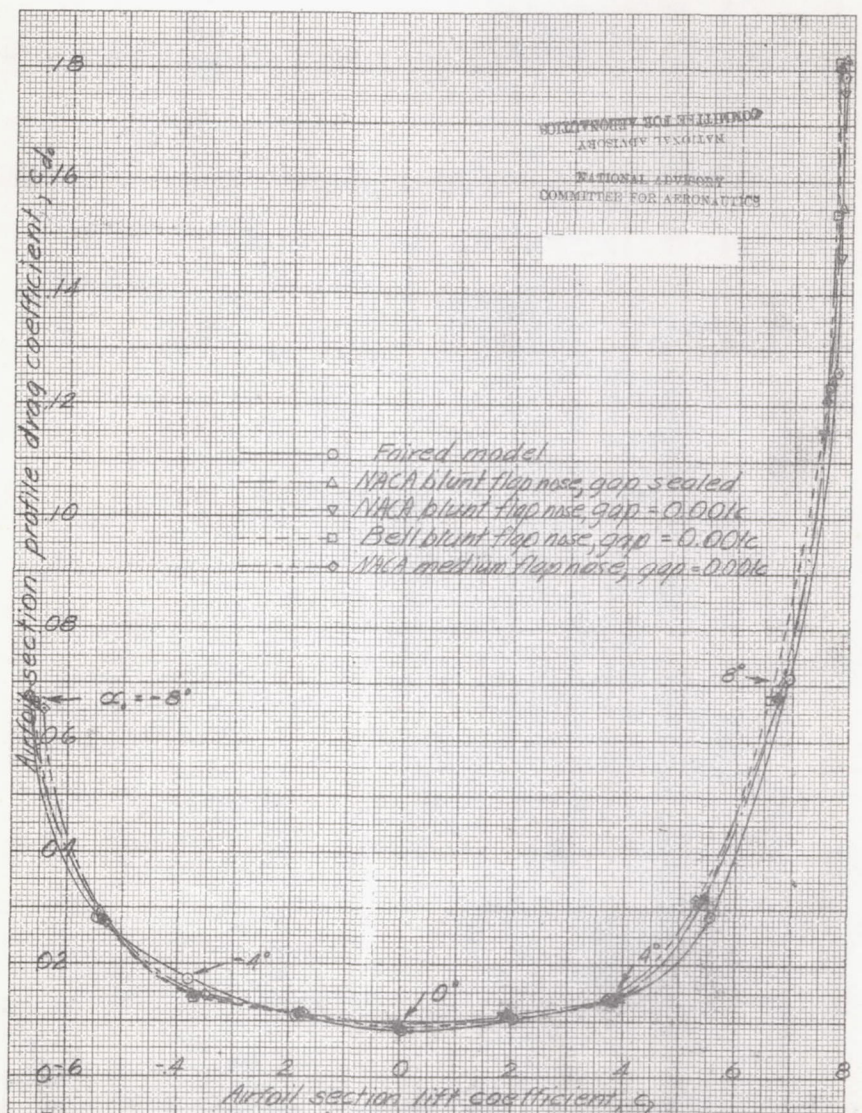 .18
COMMITTEE FOR AERONAUTICS
NATIONAL ADVISORY
.16
NATIONAL ADVISORY
COMMITTEE FOR AERONAUTICS
Airfoil section profile drag coefficient, cd₀
.14
.12
Faired model
NACA blunt flap nose, gap sealed
NACA blunt flap nose, gap = 0.001c
Bell blunt flap nose, gap = 0.001c
NACA medium flap nose, gap = 0.001c
.10
.08
8°
α₀ = -8°
.06
.04
.02
-4°
0°
4°
0
-.6 -.4 .2 0 .2 .4 .6 .8
Airfoil section lift coefficient, cl